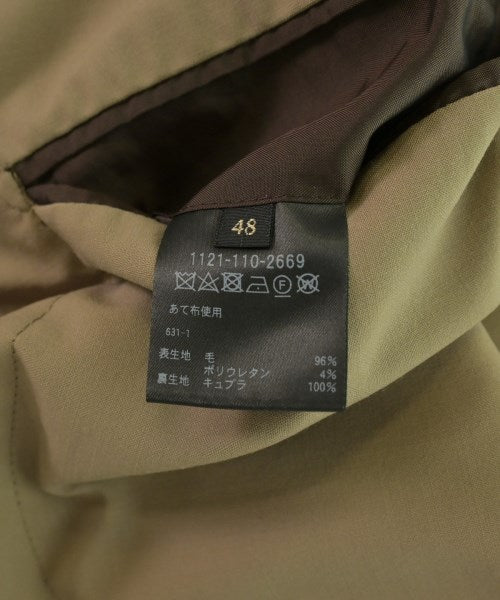 48
1121-110-2669
あて布使用
631-1
表生地 毛 96%
ポリウレタン 4%
裏生地 キュプラ 100%